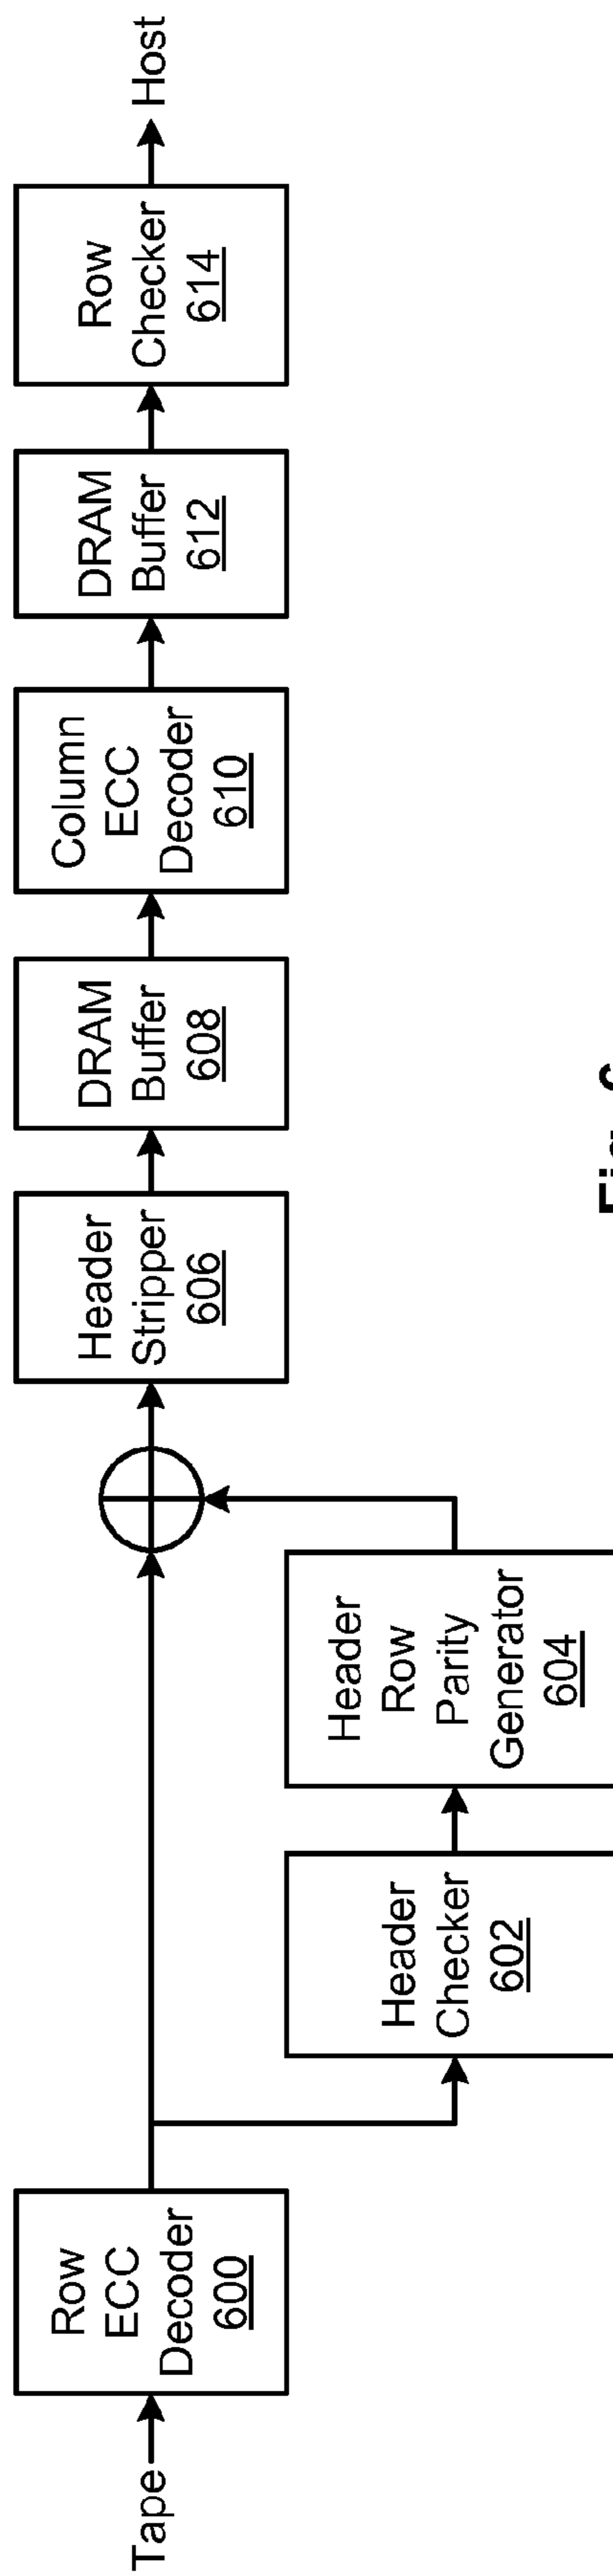 Tape
Row
ECC
Decoder
600
Header
Checker
602
Header
Row
Parity
Generator
604
Header
Stripper
606
DRAM
Buffer
608
Column
ECC
Decoder
610
DRAM
Buffer
612
Row
Checker
614
Host